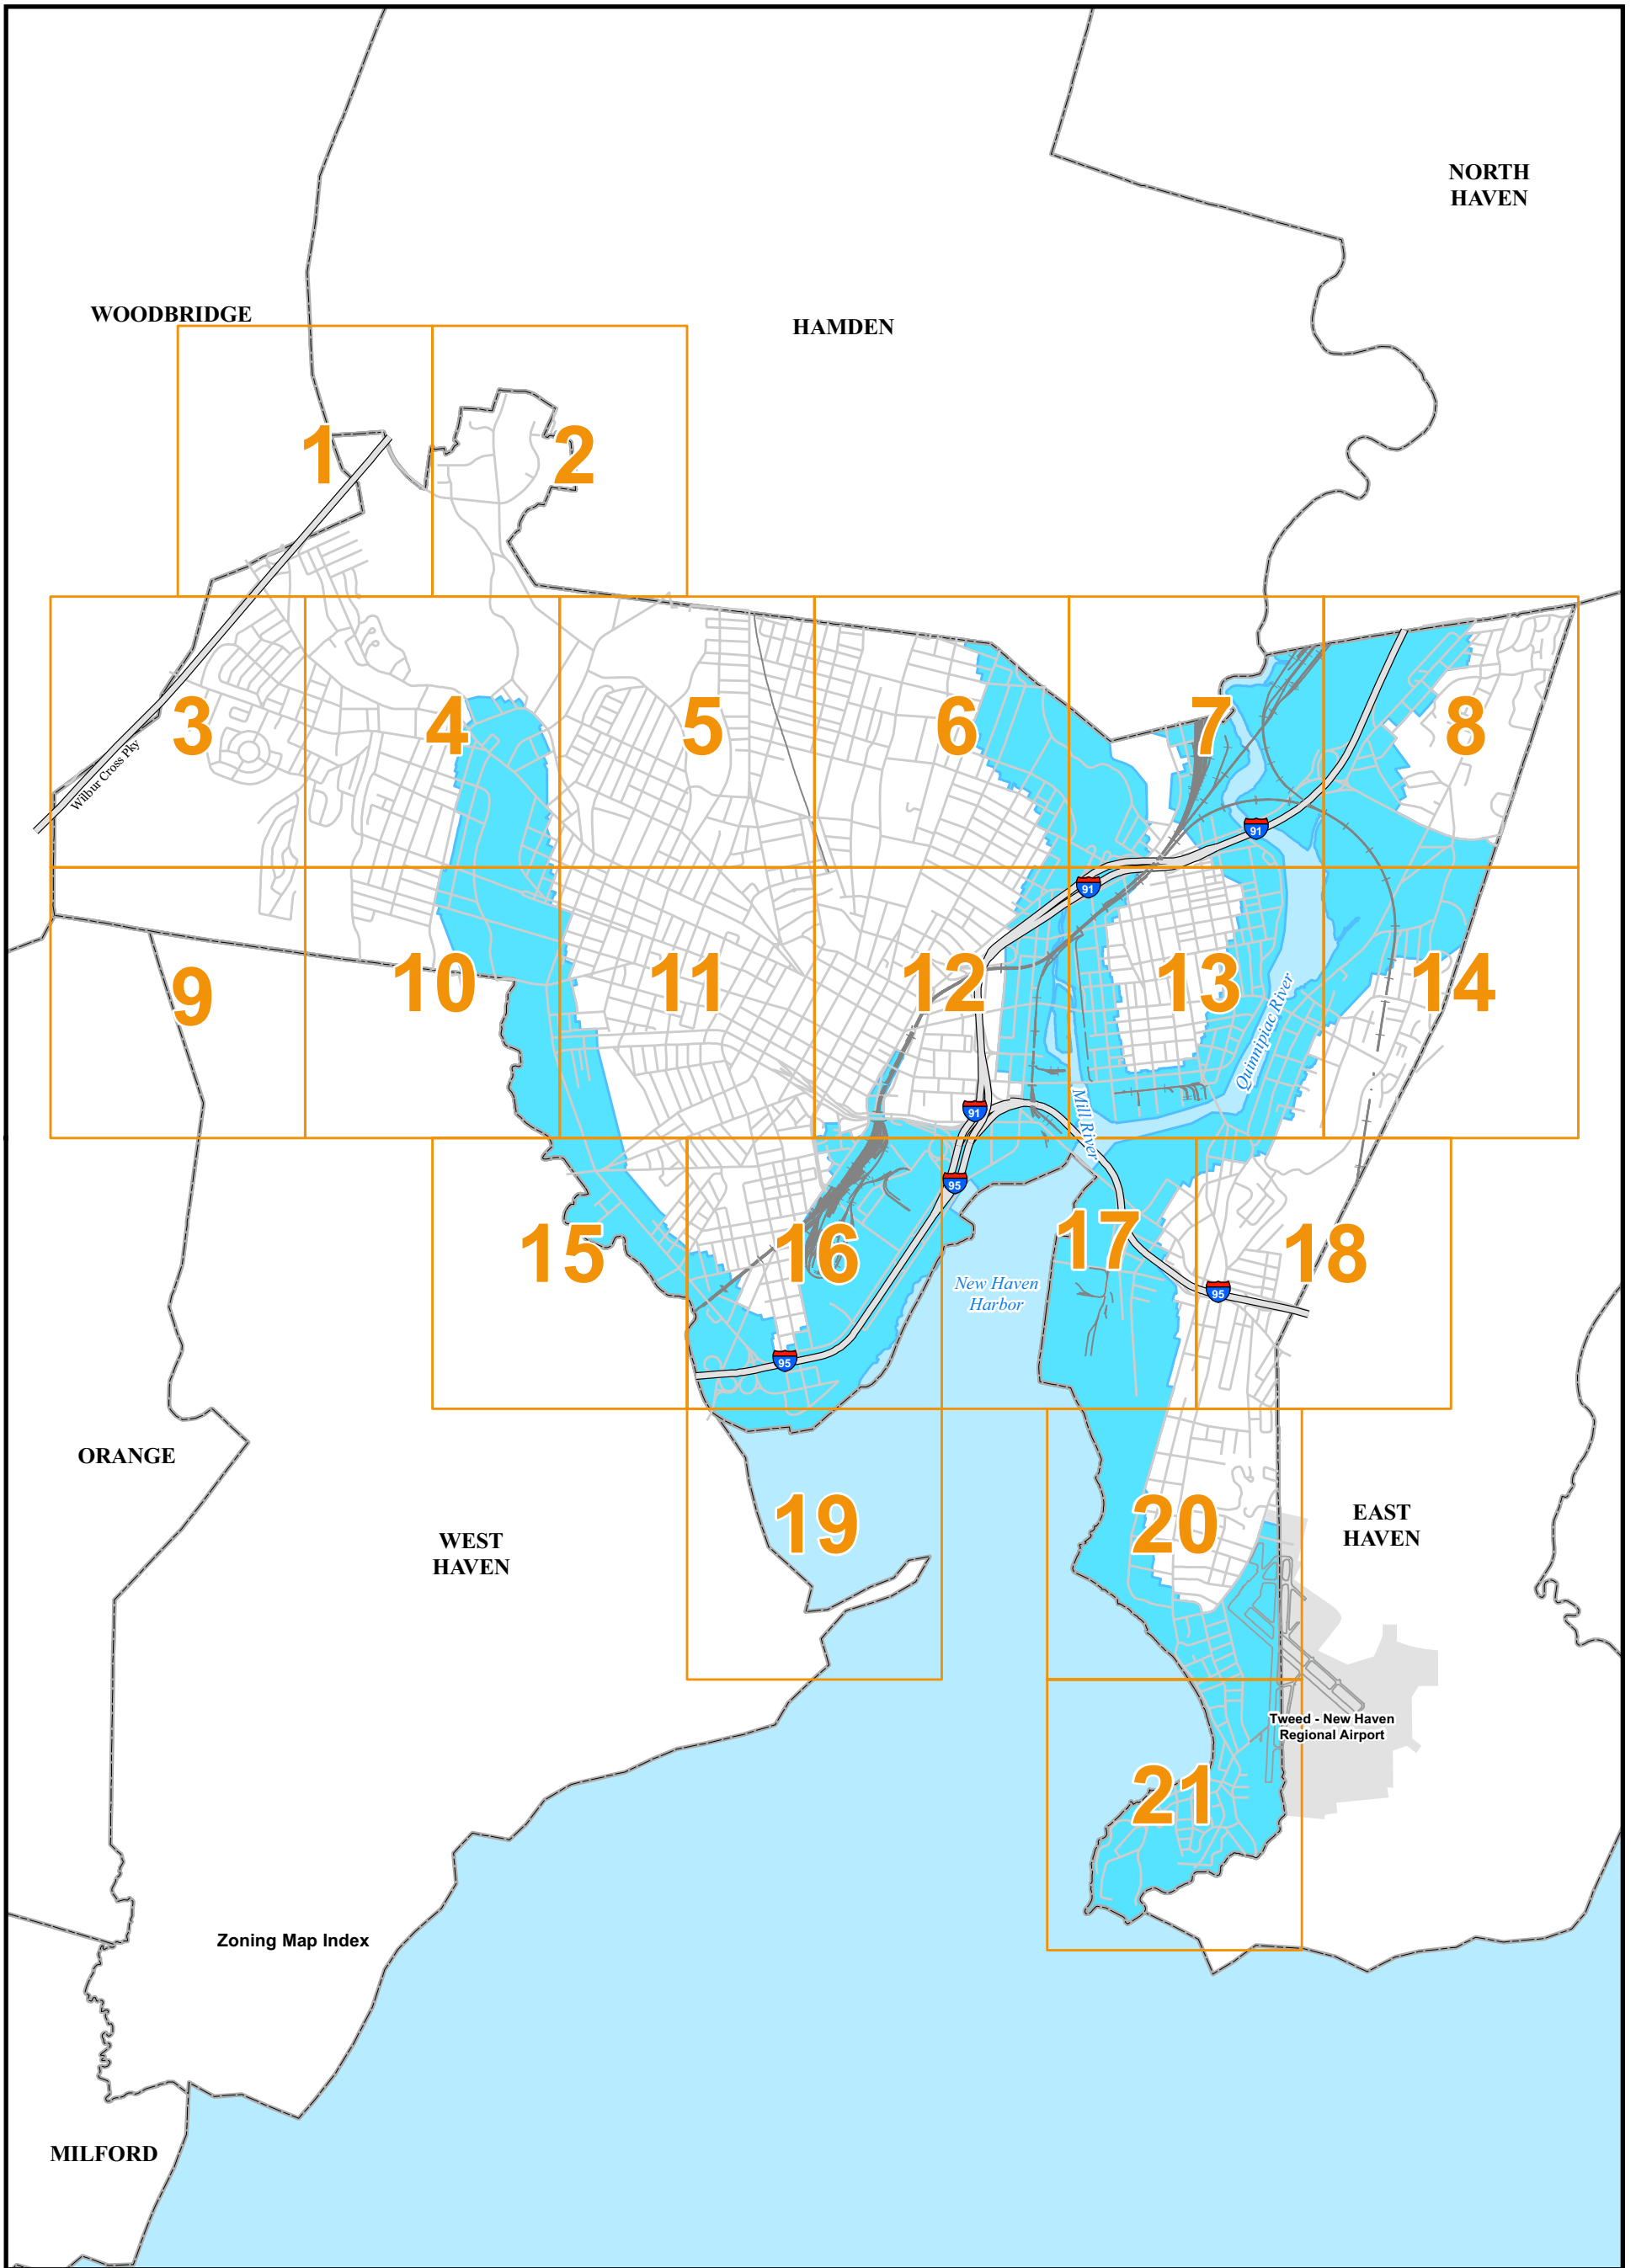 NORTH
HAVEN
WOODBRIDGE
HAMDEN
1
2
3
4
5
6
7
8
Wilbur Cross Pky
91
91
9
10
11
12
13
14
Quinnipiac River
91
Mill River
95
15
16
17
18
New Haven
Harbor
95
95
ORANGE
19
20
EAST
HAVEN
WEST
HAVEN
Tweed - New Haven
Regional Airport
21
Zoning Map Index
MILFORD